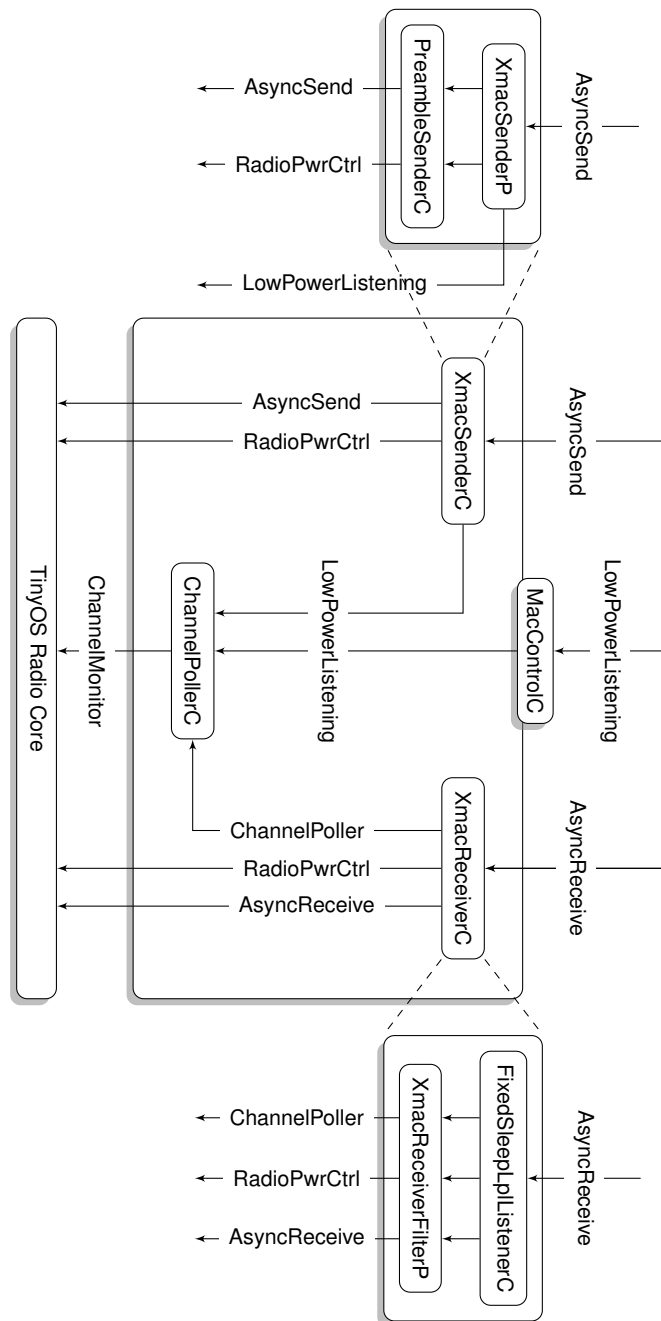 AsyncSend
XmacSenderP
PreambleSenderC
AsyncSend
RadioPwrCtrl
LowPowerListening
AsyncSend
XmacSenderC
AsyncSend
RadioPwrCtrl
LowPowerListening
MacControlC
LowPowerListening
ChannelPollerC
ChannelMonitor
TinyOS Radio Core
AsyncReceive
XmacReceiverC
ChannelPoller
RadioPwrCtrl
AsyncReceive
AsyncReceive
FixedSleepLplListenerC
XmacReceiverFilterP
ChannelPoller
RadioPwrCtrl
AsyncReceive